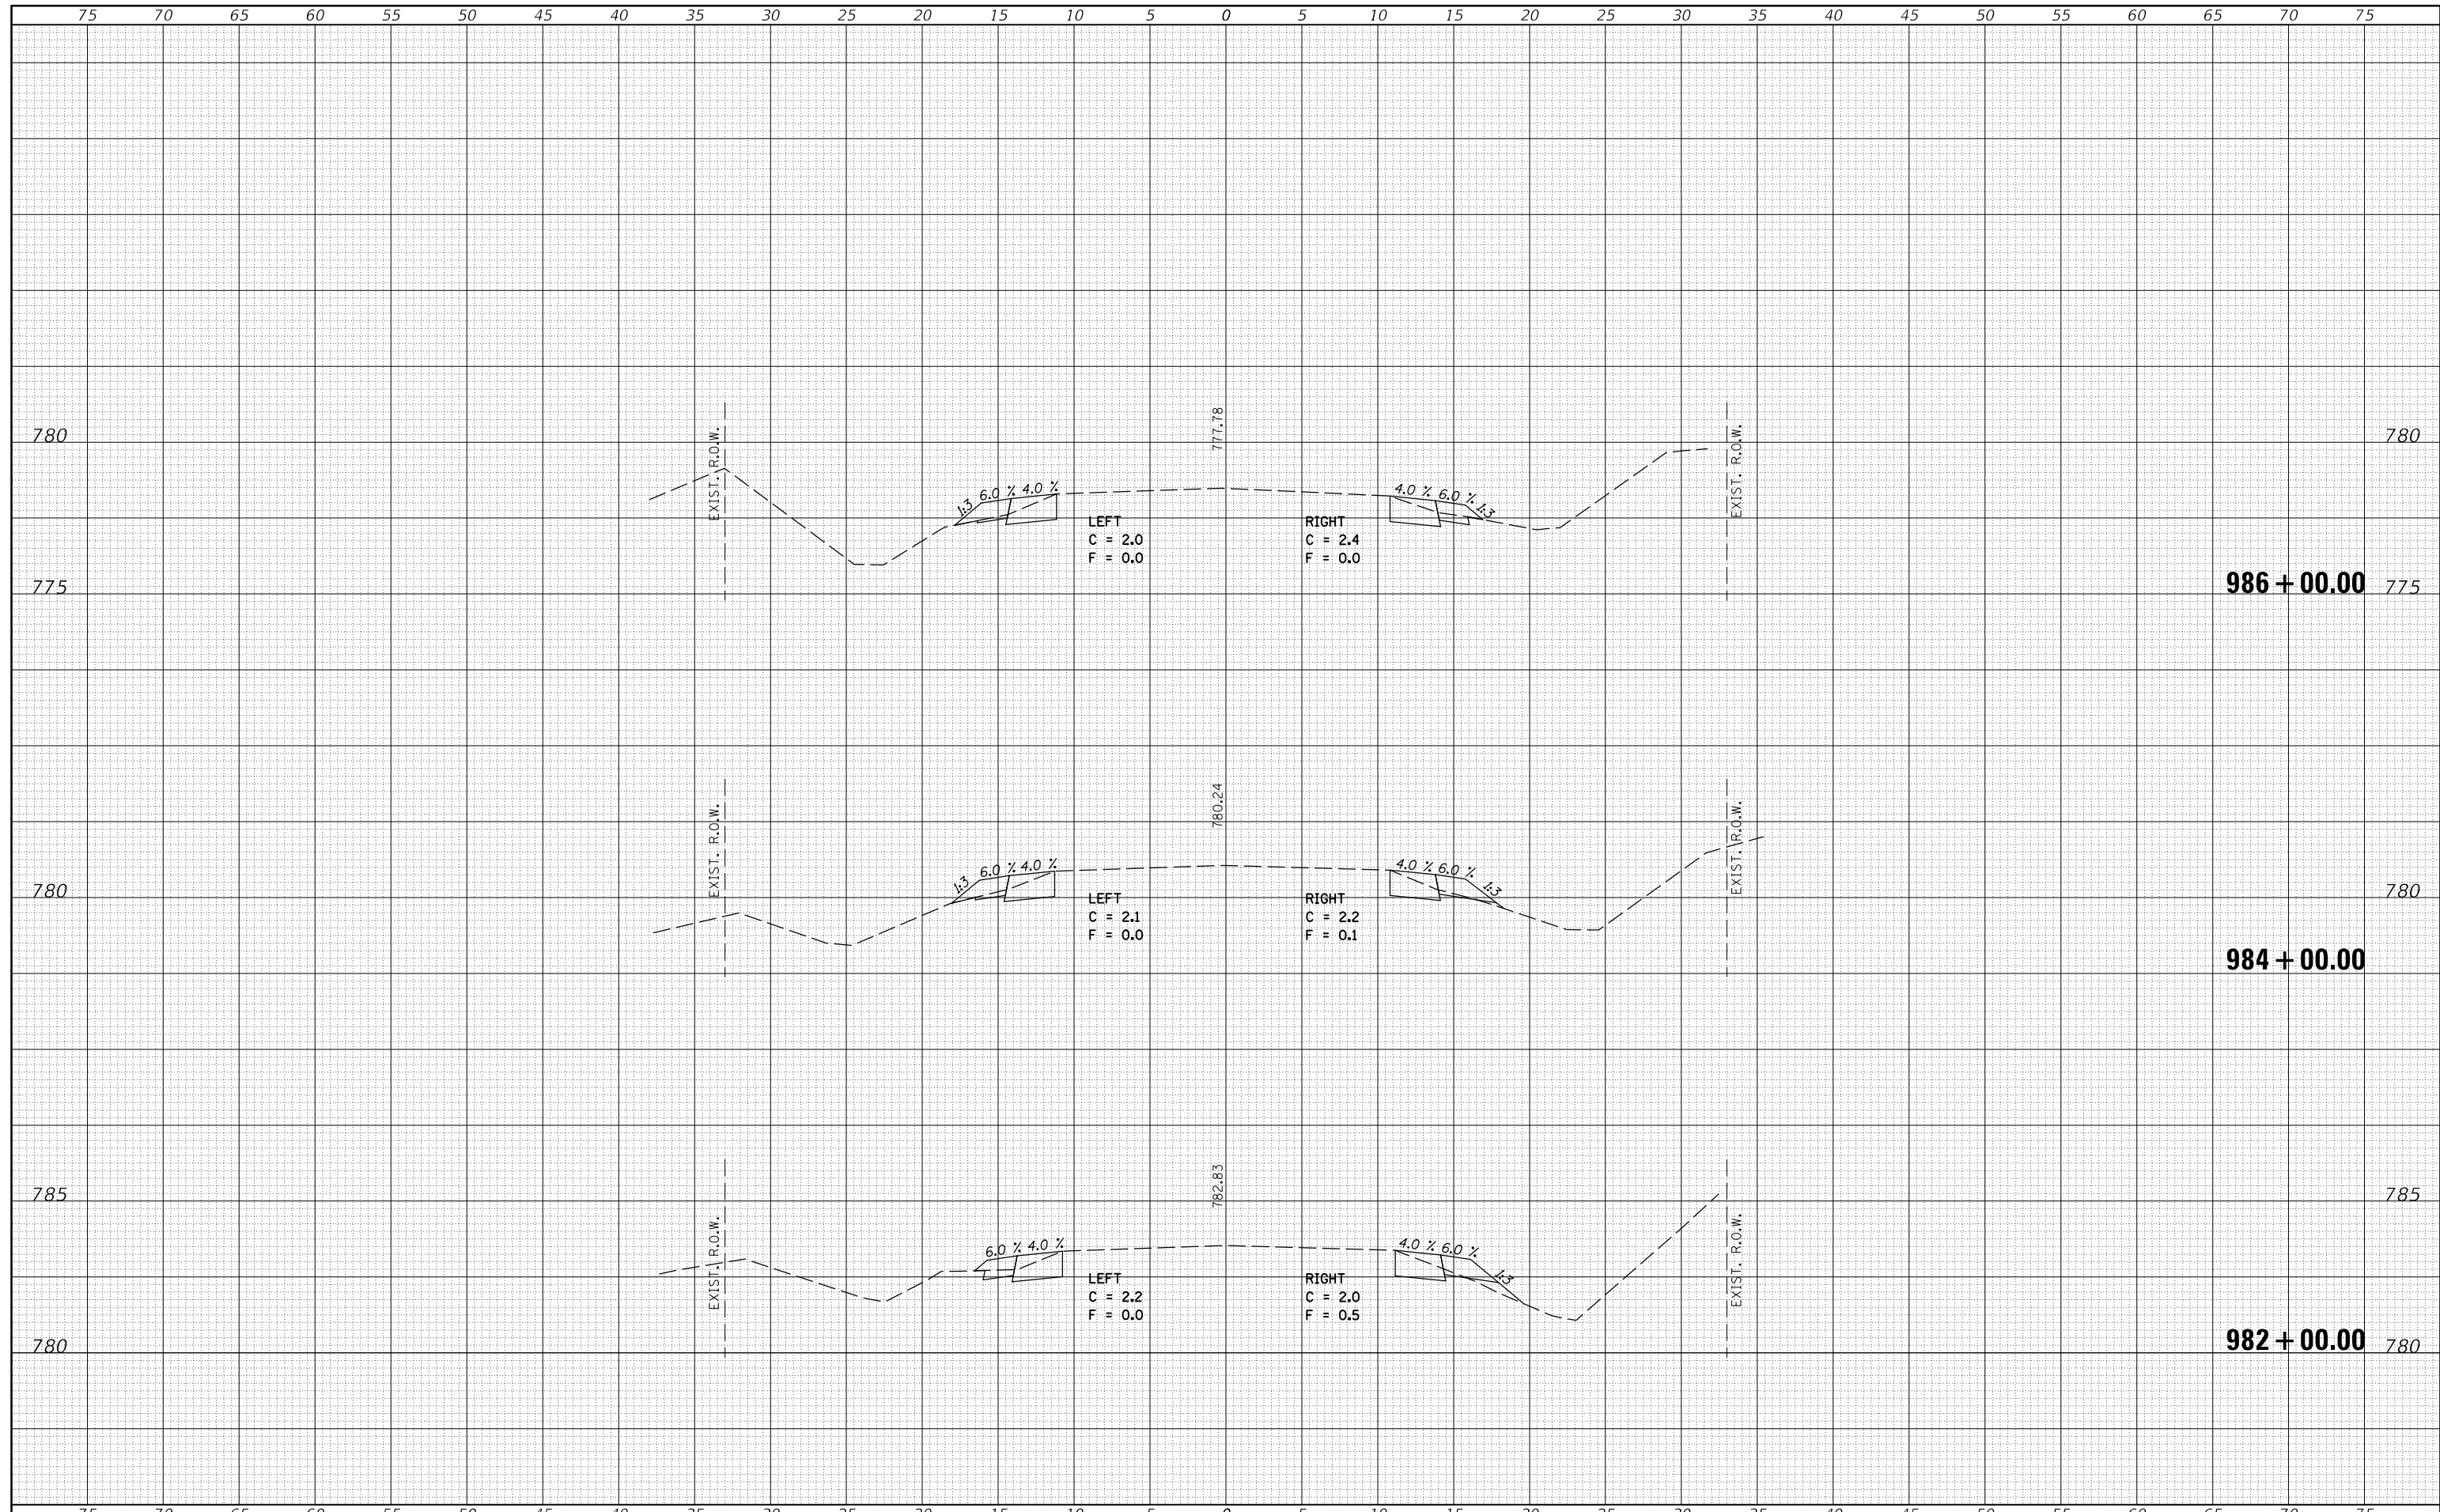 75 70 65 60 55 50 45 40 35 30 25 20 15 10 5 0 5 10 15 20 25 30 35 40 45 50 55 60 65 70 75
777.78
780 EXIST. R.O.W. EXIST. R.O.W. 780
1:3 6.0 % 4.0 % 4.0 % 6.0 % 1:3
LEFT RIGHT
C = 2.0 C = 2.4
F = 0.0 F = 0.0
775 986+00.00 775
780.24
EXIST. R.O.W. EXIST. R.O.W.
1:3 6.0 % 4.0 % 4.0 % 6.0 % 1:3
780 780
LEFT RIGHT
C = 2.1 C = 2.2
F = 0.0 F = 0.1
984+00.00
782.83
785 785
EXIST. R.O.W. EXIST. R.O.W.
6.0 % 4.0 % 4.0 % 6.0 % 1:3
LEFT RIGHT
C = 2.2 C = 2.0
F = 0.0 F = 0.5
780 982+00.00 780
75 70 65 60 55 50 45 40 35 30 25 20 15 10 5 0 5 10 15 20 25 30 35 40 45 50 55 60 65 70 75